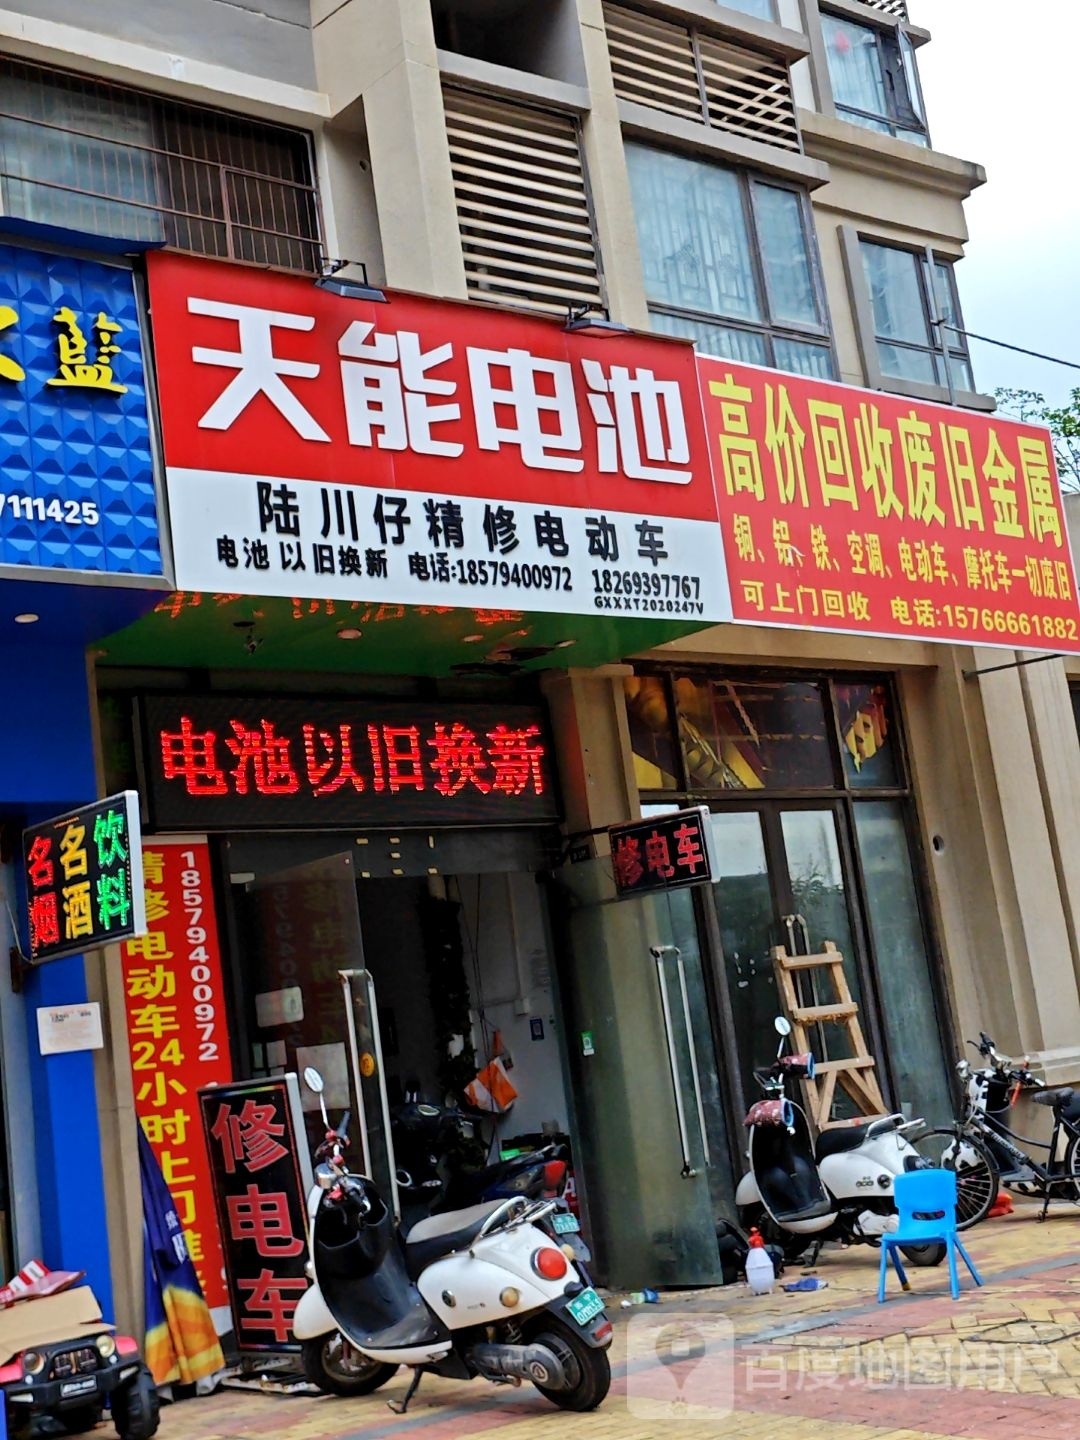 蓝
7111425
天能电池
陆川仔精修电动车
电池以旧换新 电话:18579400972 18269397767
GXXXT2020247V
高价回收废旧金属
铜、铝、铁、空调、电动车、摩托车一切废旧
可上门回收 电话:15766661882
电池以旧换新
名烟
名酒
饮料
修电车
精修电动车24小时上门维
18579400972
修电车
百度地图用户